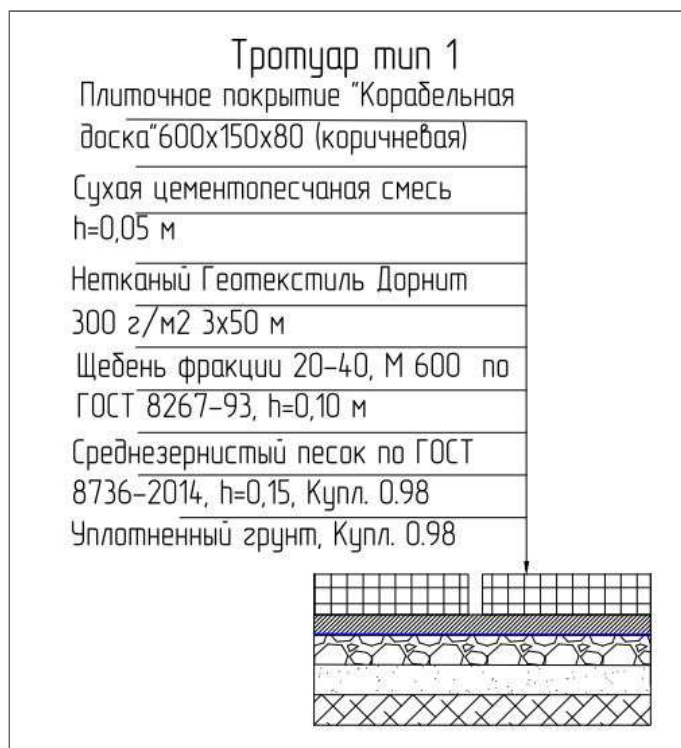 Тротуар тип 1
Плиточное покрытие "Корабельная
доска"600х150х80 (коричневая)
Сухая цементопесчаная смесь
h=0,05 м
Нетканый Геотекстиль Дорнит
300 г/м2 3х50 м
Щебень фракции 20-40, М 600 по
ГОСТ 8267-93, h=0,10 м
Среднезернистый песок по ГОСТ
8736-2014, h=0,15, Купл. 0.98
Уплотненный грунт, Купл. 0.98